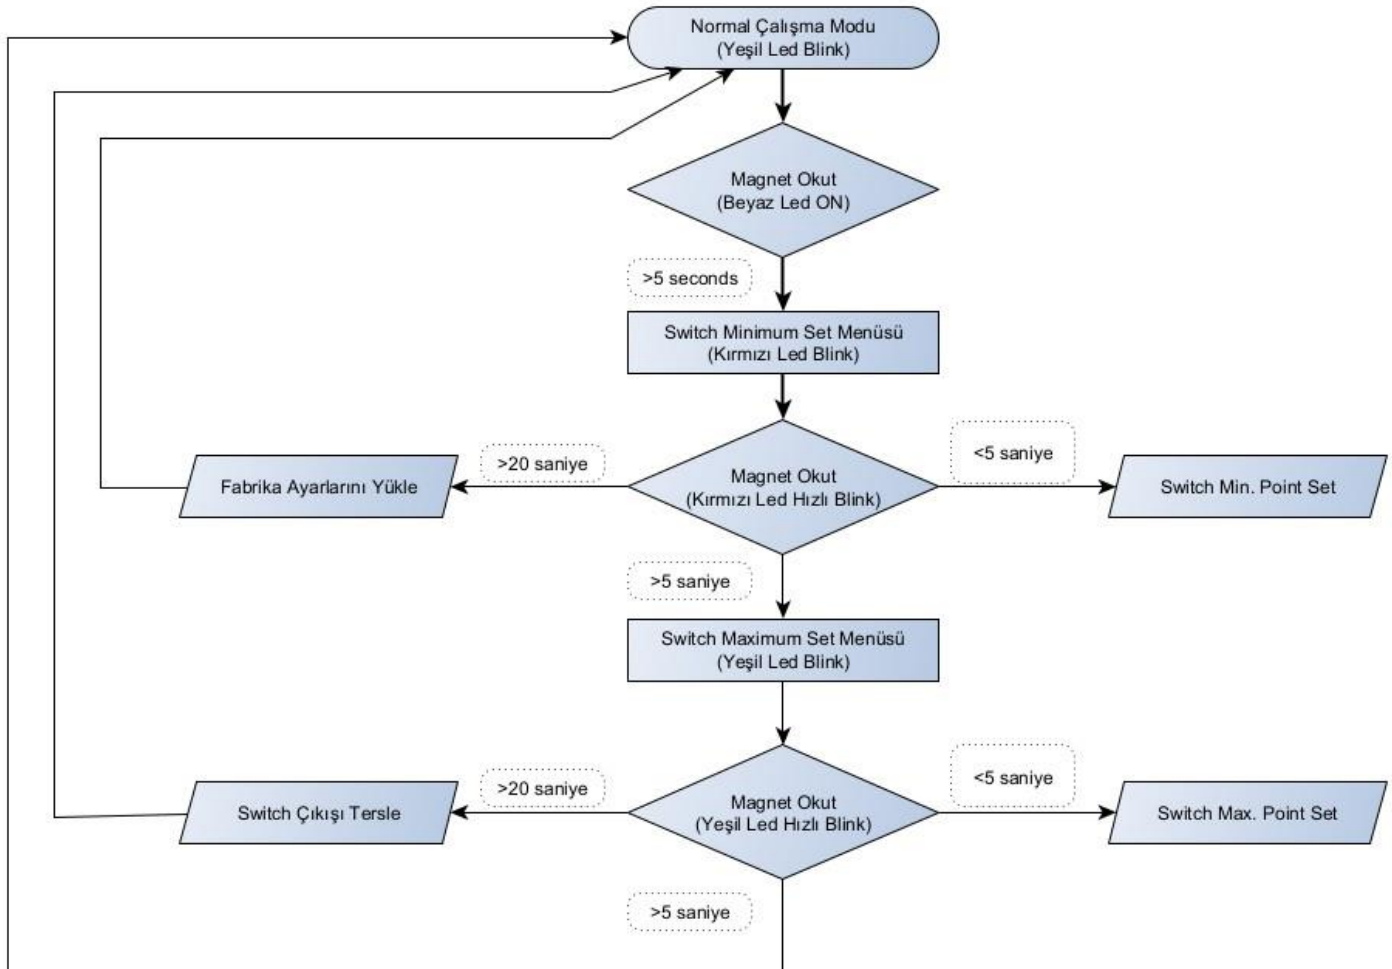 Normal Çalışma Modu
(Yeşil Led Blink)
Magnet Okut
(Beyaz Led ON)
>5 seconds
Switch Minimum Set Menüsü
(Kırmızı Led Blink)
>20 saniye
Magnet Okut
(Kırmızı Led Hızlı Blink)
<5 saniye
Fabrika Ayarlarını Yükle
Switch Min. Point Set
>5 saniye
Switch Maximum Set Menüsü
(Yeşil Led Blink)
>20 saniye
Magnet Okut
(Yeşil Led Hızlı Blink)
<5 saniye
Switch Çıkışı Tersle
Switch Max. Point Set
>5 saniye